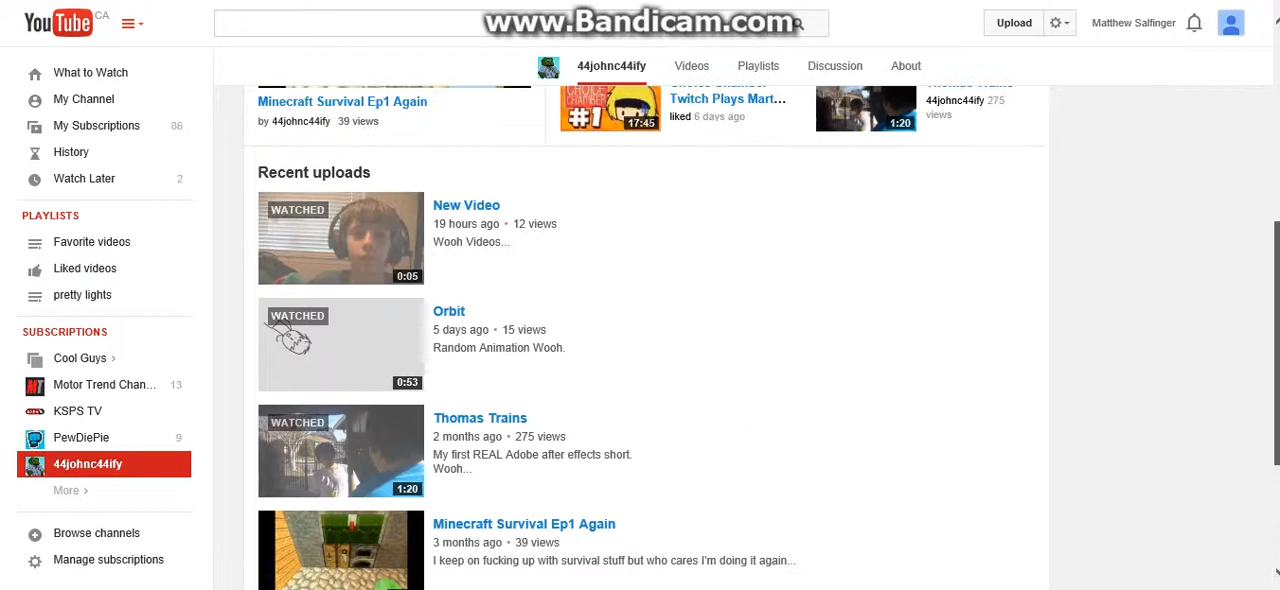 www.Bandicam.com
YouTube CA
Upload
Matthew Salfinger
44johnc44ify Videos Playlists Discussion About
What to Watch
My Channel
My Subscriptions 86
History
Watch Later 2
PLAYLISTS
Favorite videos
Liked videos
pretty lights
SUBSCRIPTIONS
Cool Guys ›
Motor Trend Chan... 13
KSPS TV
PewDiePie 9
44johnc44ify
More ›
Browse channels
Manage subscriptions
Minecraft Survival Ep1 Again
by 44johnc44ify 39 views
CHOICE
CHAMBER
#1
17:45
Twitch Plays Mart...
liked 6 days ago
1:20
44johnc44ify 275
views
Recent uploads
WATCHED
0:05
New Video
19 hours ago • 12 views
Wooh Videos...
WATCHED
0:53
Orbit
5 days ago • 15 views
Random Animation Wooh.
WATCHED
1:20
Thomas Trains
2 months ago • 275 views
My first REAL Adobe after effects short.
Wooh...
Minecraft Survival Ep1 Again
3 months ago • 39 views
I keep on fucking up with survival stuff but who cares I'm doing it again...